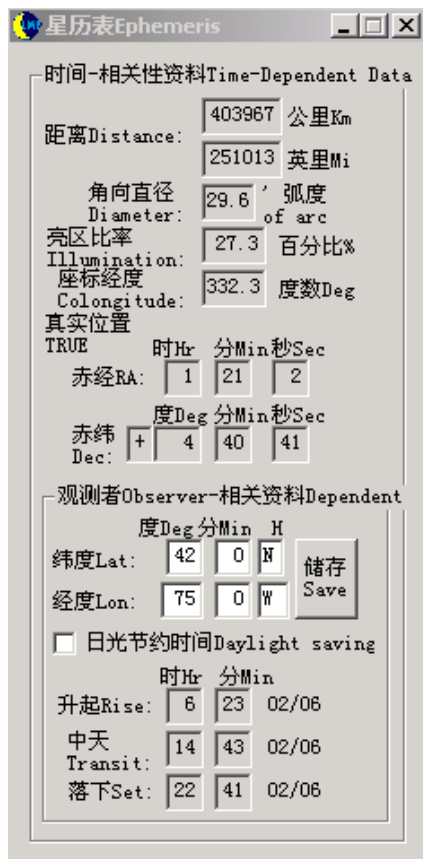 星历表Ephemeris
时间-相关性资料Time-Dependent Data
距离Distance: 403967 公里Km
251013 英里Mi
角向直径 Diameter: 29.6 ′ 弧度 of arc
亮区比率 Illumination: 27.3 百分比%
座标经度 Colongitude: 332.3 度数Deg
真实位置
TRUE 时Hr 分Min秒Sec
赤经RA: 1 21 2
度Deg 分Min秒Sec
赤纬 Dec: + 4 40 41
观测者Observer-相关资料Dependent
度Deg分Min H
纬度Lat: 42 0 N
经度Lon: 75 0 W
储存
Save
日光节约时间Daylight saving
时Hr 分Min
升起Rise: 6 23 02/06
中天 Transit: 14 43 02/06
落下Set: 22 41 02/06